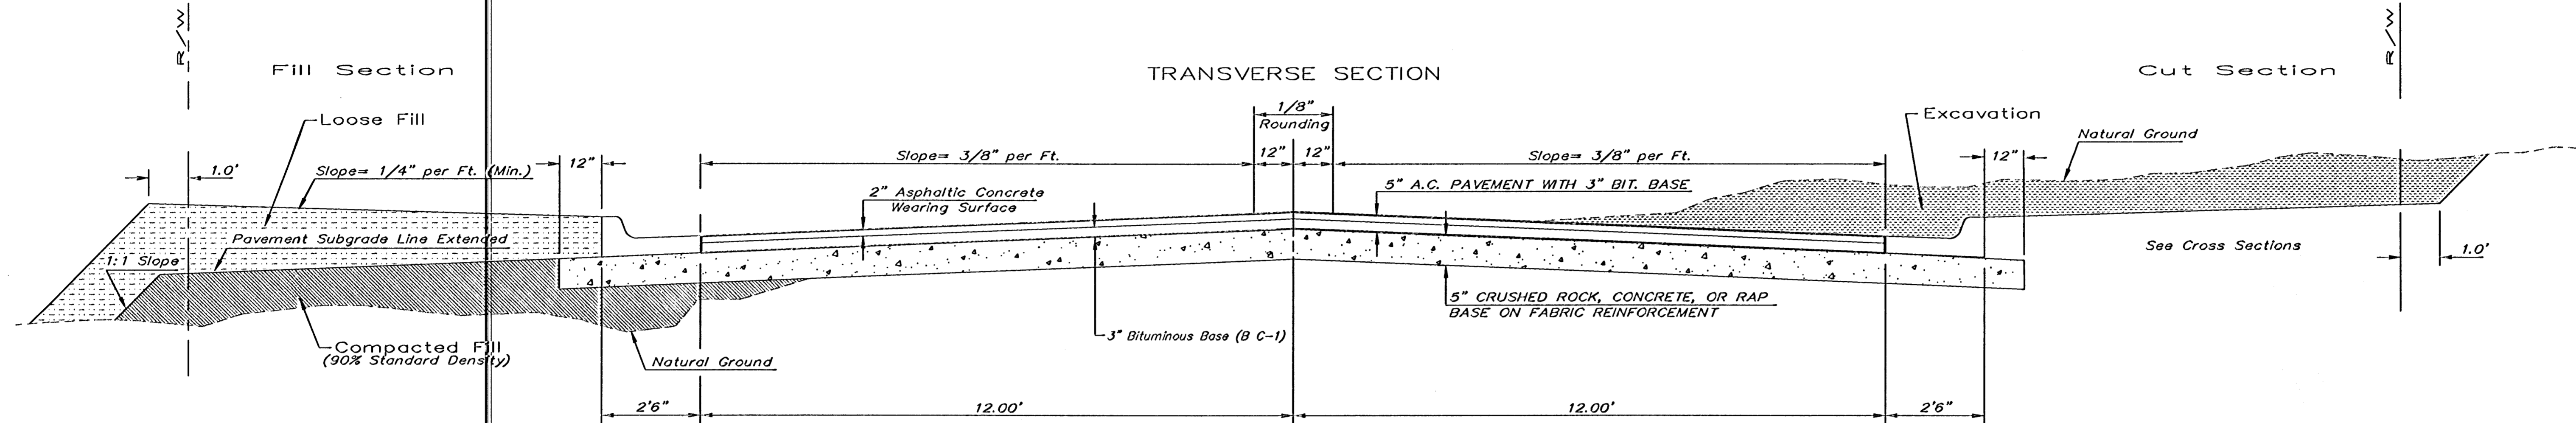 R/W
R/W
Fill Section
TRANSVERSE SECTION
Cut Section
1/8"
Rounding
Loose Fill
Excavation
Natural Ground
1.0'
Slope= 1/4" per Ft. (Min.)
12"
Slope= 3/8" per Ft.
12"
12"
Slope= 3/8" per Ft.
12"
2" Asphaltic Concrete
Wearing Surface
5" A.C. PAVEMENT WITH 3" BIT. BASE
Pavement Subgrade Line Extended
1:1 Slope
See Cross Sections
1.0'
5" CRUSHED ROCK, CONCRETE, OR RAP
BASE ON FABRIC REINFORCEMENT
3" Bituminous Base (B C-1)
Compacted Fill
(90% Standard Density)
Natural Ground
2'6"
12.00'
12.00'
2'6"